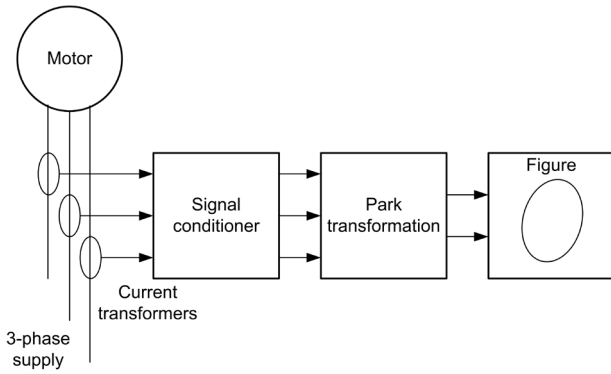 Motor
Figure
Signal
conditioner
Park
transformation
Current
transformers
3-phase
supply